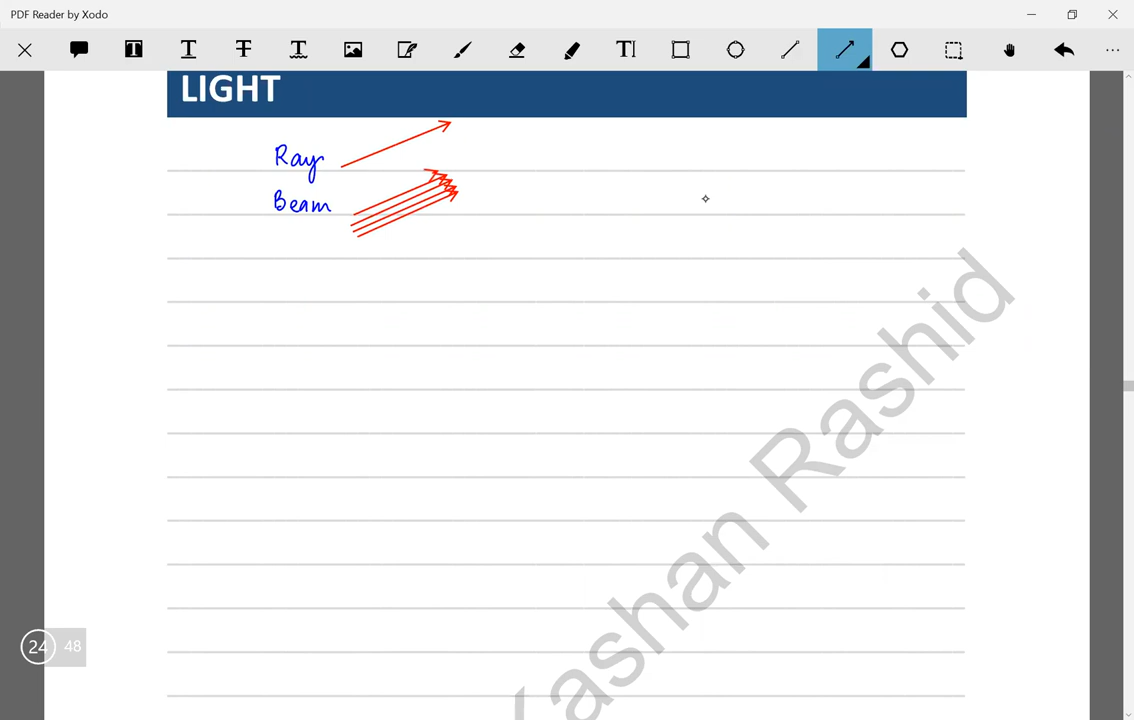 PDF Reader by Xodo
LIGHT
Ray
Beam
Kashan Rashid
24 48